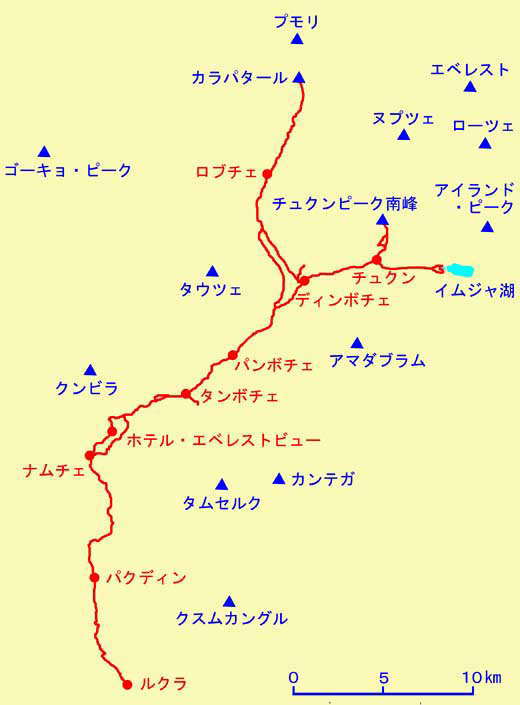 プモリ
カラパタール
エベレスト
ヌプツェ
ローツェ
ゴーキョ・ピーク
ロブチェ
アイランド
・ピーク
チュクンピーク南峰
チュクン
イムジャ湖
タウツェ
ディンボチェ
パンボチェ
アマダブラム
クンビラ
タンボチェ
ホテル・エベレストビュー
ナムチェ
カンテガ
タムセルク
パクディン
クスムカングル
ルクラ
0 5 10km